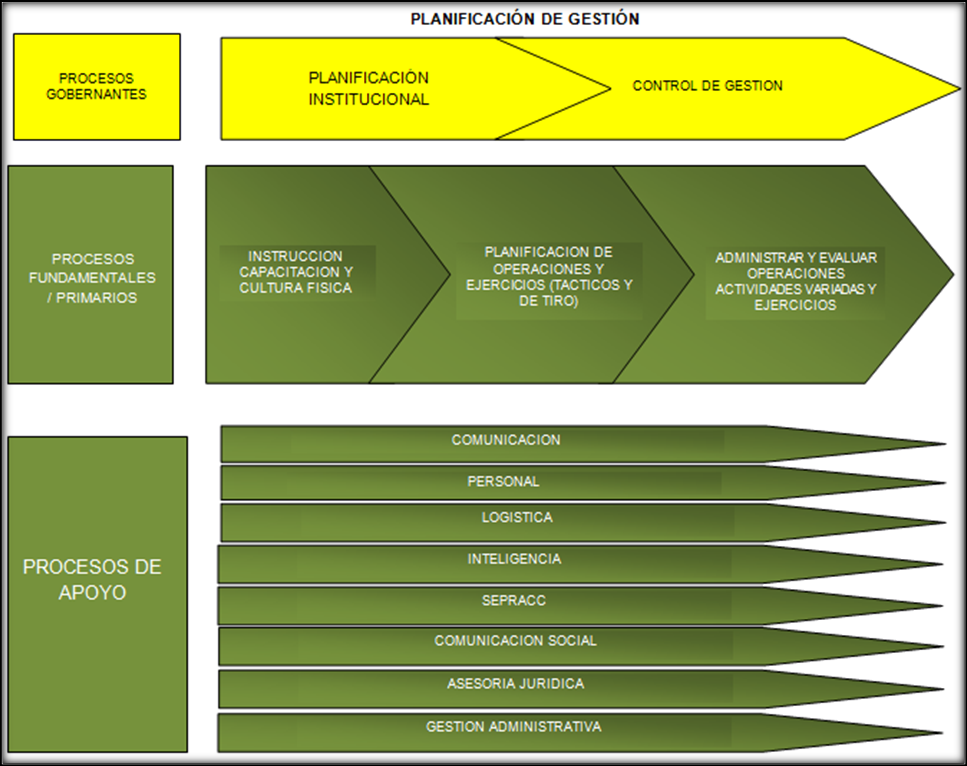 PLANIFICACIÓN DE GESTIÓN
PROCESOS
GOBERNANTES
PLANIFICACIÓN
INSTITUCIONAL
CONTROL DE GESTION
PROCESOS
FUNDAMENTALES
/ PRIMARIOS
INSTRUCCION
CAPACITACION Y
CULTURA FISICA
PLANIFICACION DE
OPERACIONES Y
EJERCICIOS (TACTICOS Y
DE TIRO)
ADMINISTRAR Y EVALUAR
OPERACIONES
ACTIVIDADES VARIADAS Y
EJERCICIOS
PROCESOS DE
APOYO
COMUNICACION
PERSONAL
LOGISTICA
INTELIGENCIA
SEPRACC
COMUNICACION SOCIAL
ASESORIA JURIDICA
GESTION ADMINISTRATIVA